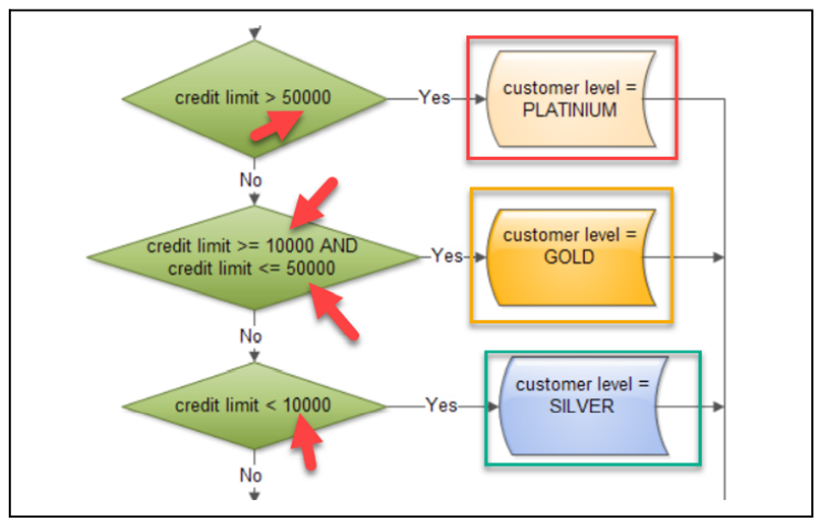 credit limit > 50000
Yes
customer level =
PLATINIUM
No
credit limit >= 10000 AND
credit limit <= 50000
Yes
customer level =
GOLD
No
credit limit < 10000
Yes
customer level =
SILVER
No